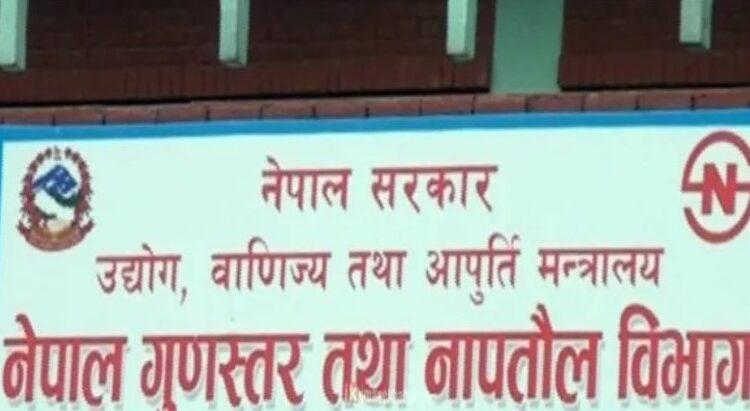 नेपाल सरकार
उद्योग, वाणिज्य तथा आपुर्ति मन्त्रालय
नेपाल गुणस्तर तथा नापतौल विभाग
N